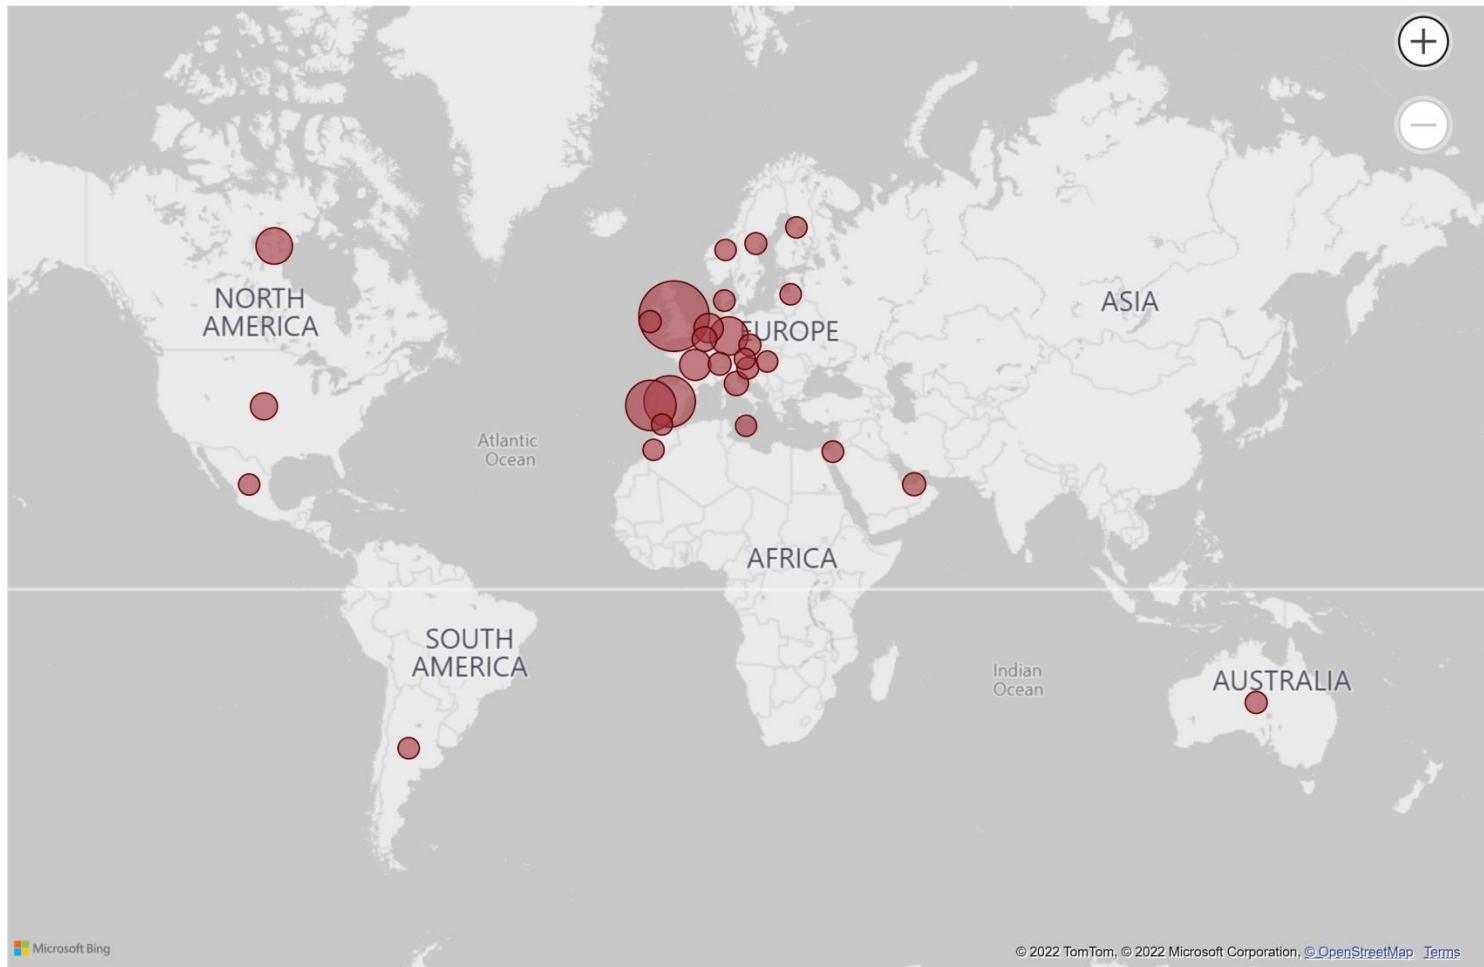 NORTH
AMERICA
EUROPE
ASIA
Atlantic
Ocean
AFRICA
SOUTH
AMERICA
Indian
Ocean
AUSTRALIA
Microsoft Bing
© 2022 TomTom, © 2022 Microsoft Corporation, © OpenStreetMap Terms